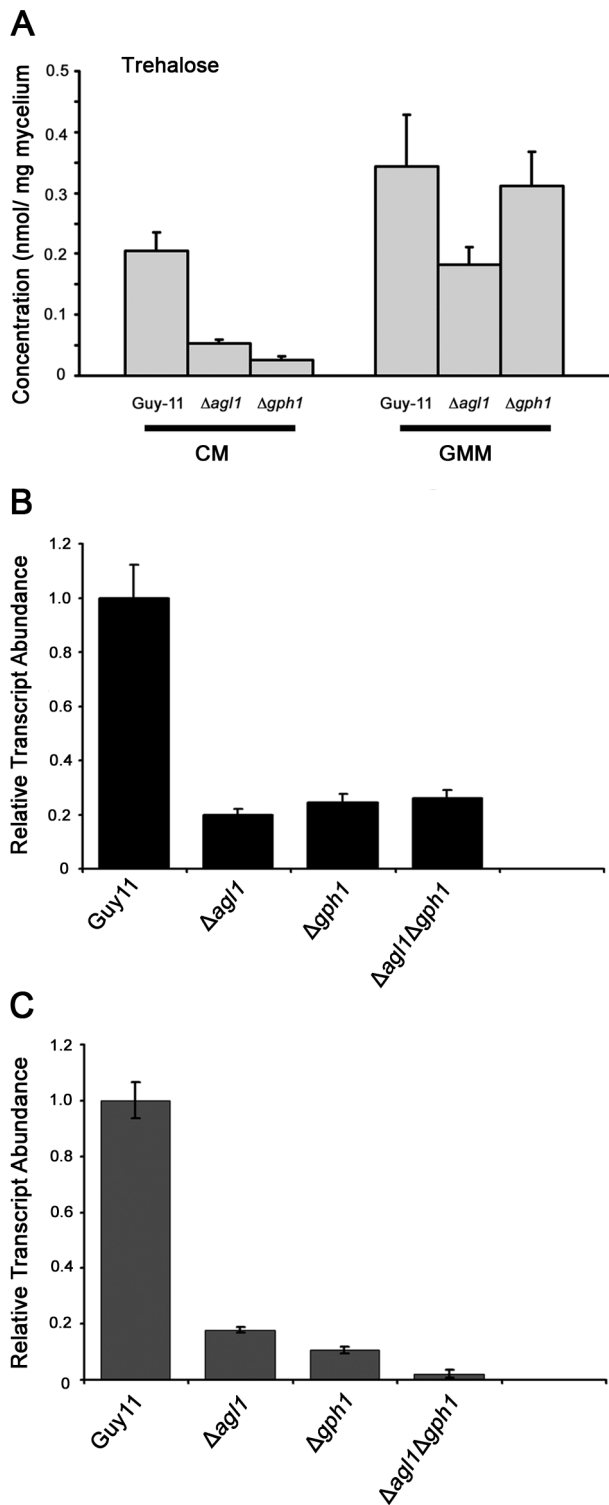 A
Trehalose
Concentration (nmol/ mg mycelium
0.5
0.4
0.3
0.2
0.1
0
Guy-11 Δagl1 Δgph1 Guy-11 Δagl1 Δgph1
CM GMM
B
Relative Transcript Abundance
1.2
1.0
0.8
0.6
0.4
0.2
0
Guy11 Δagl1 Δgph1 Δagl1Δgph1
C
Relative Transcript Abundance
1.2
1.0
0.8
0.6
0.4
0.2
0
Guy11 Δagl1 Δgph1 Δagl1Δgph1